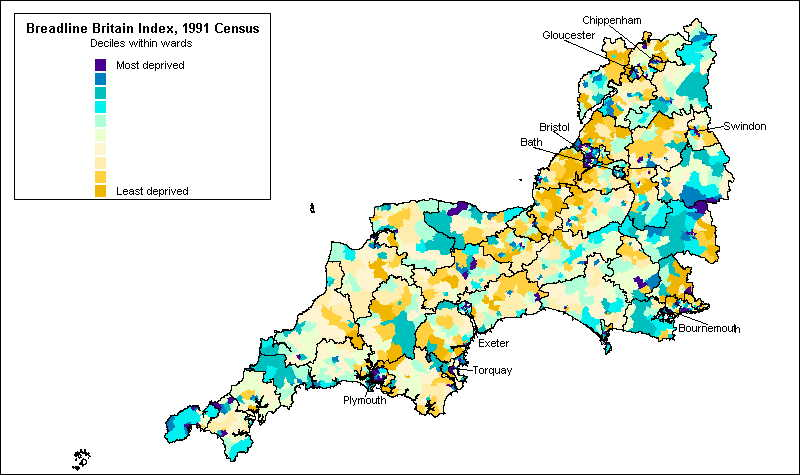 Breadline Britain Index, 1991 Census
Deciles within wards
Most deprived
Least deprived
Chippenham
Gloucester
Swindon
Bristol
Bath
Bournemouth
Exeter
Torquay
Plymouth